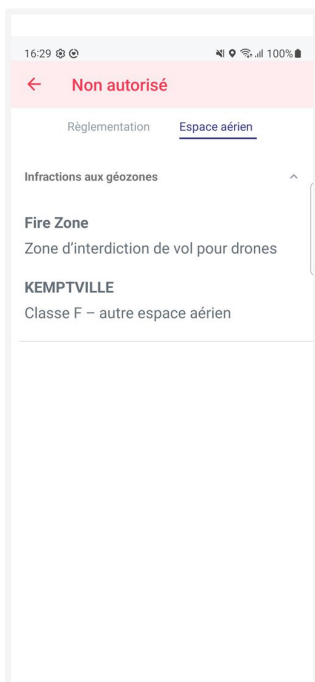 16:29 100%
Non autorisé
Règlementation Espace aérien
Infractions aux géozones
Fire Zone
Zone d'interdiction de vol pour drones
KEMPTVILLE
Classe F – autre espace aérien